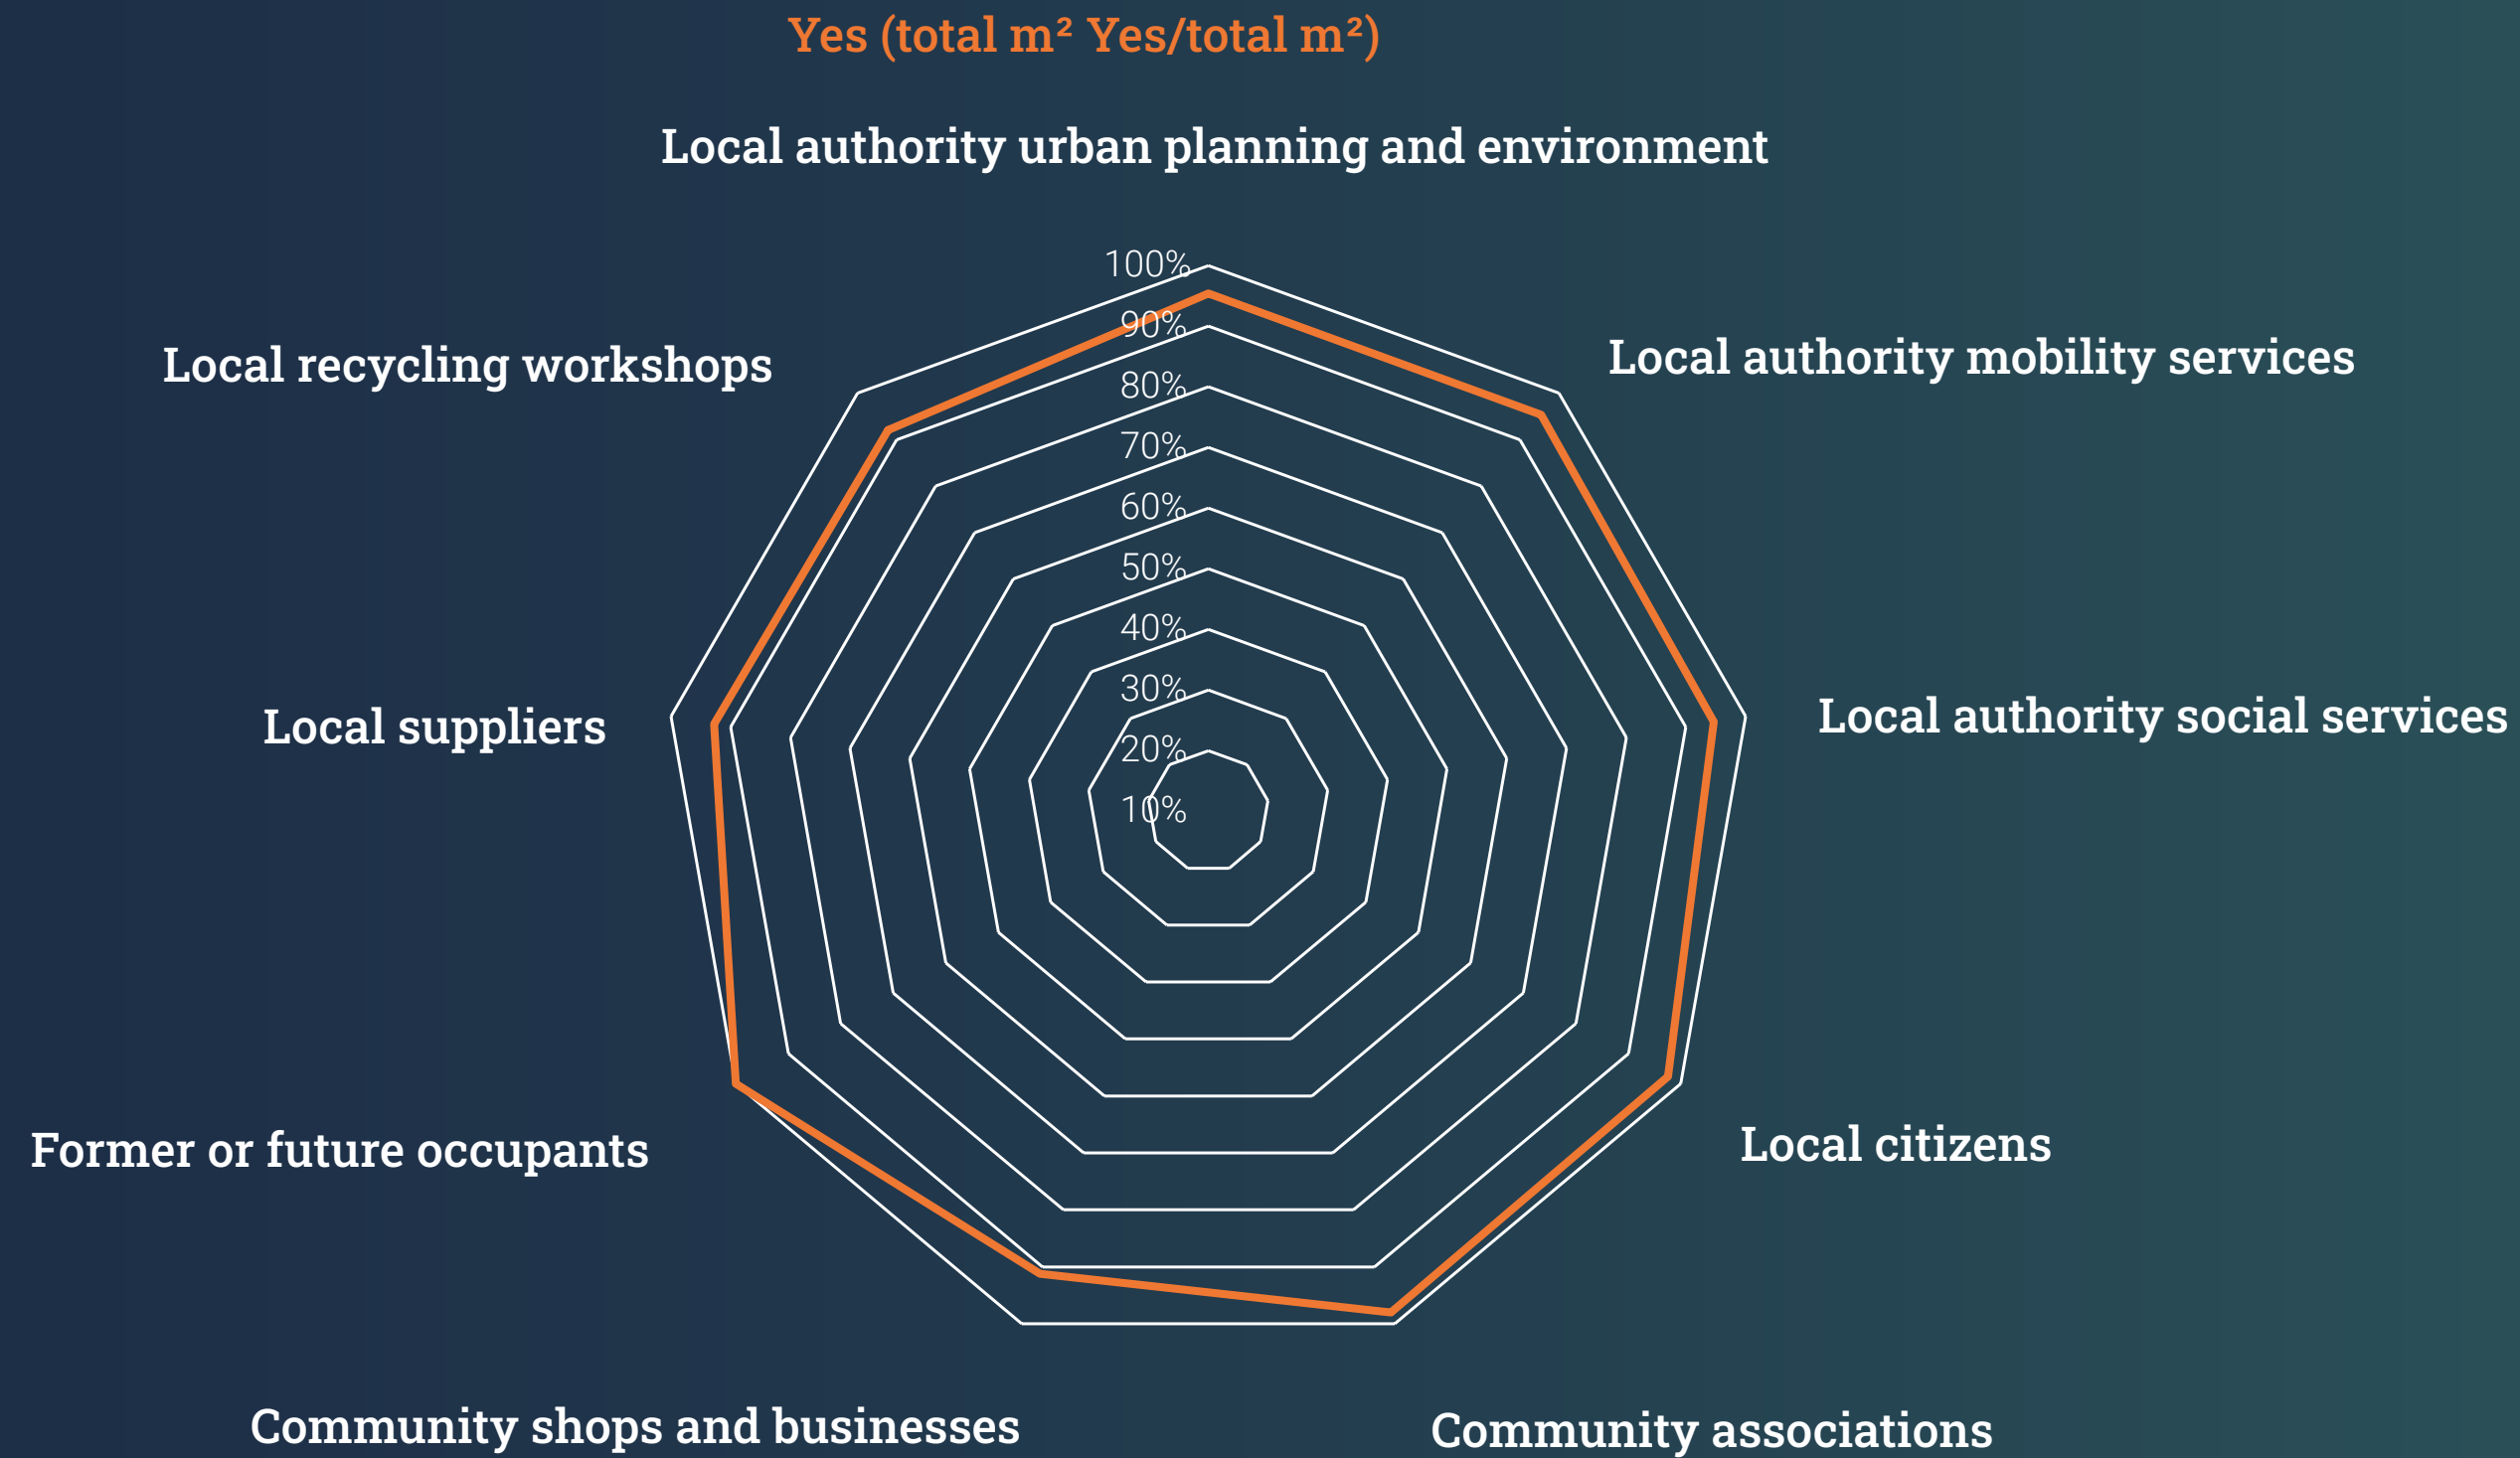 Yes (total m² Yes/total m²)
Local authority urban planning and environment
100%
90%
Local authority mobility services
Local recycling workshops
80%
70%
60%
50%
40%
30%
Local authority social services
Local suppliers
20%
10%
Local citizens
Former or future occupants
Community shops and businesses
Community associations